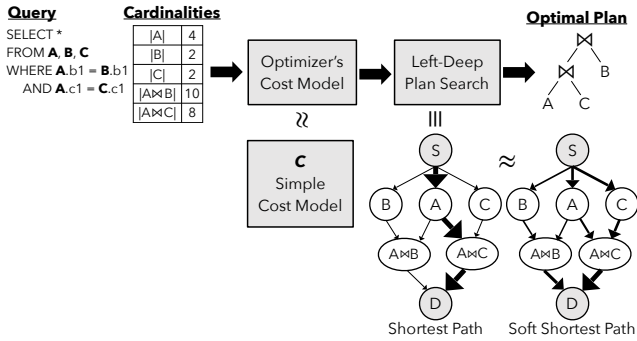 Query
SELECT *
FROM A, B, C
WHERE A.b1 = B.b1
AND A.c1 = C.c1
Cardinalities
|A| 4
|B| 2
|C| 2
|A⋈B| 10
|A⋈C| 8
Optimizer's
Cost Model
Left-Deep
Plan Search
Optimal Plan
⋈
⋈ B
A C
≈
≡
C
Simple
Cost Model
S
B A C
A⋈B A⋈C
D
Shortest Path
≈
S
B A C
A⋈B A⋈C
D
Soft Shortest Path